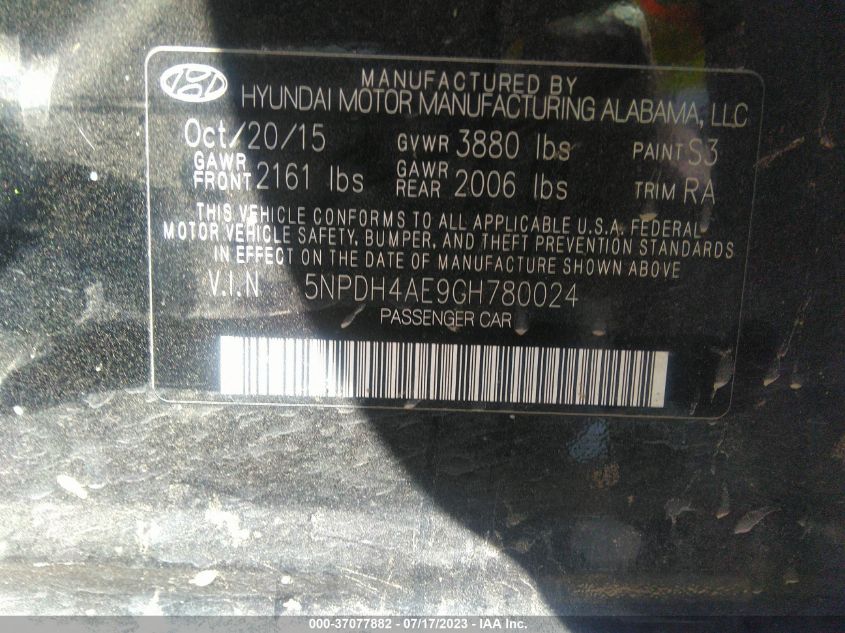 MANUFACTURED BY
HYUNDAI MOTOR MANUFACTURING ALABAMA, LLC
Oct/20/15 GVWR 3880 lbs PAINT S3
GAWR FRONT 2161 lbs GAWR REAR 2006 lbs TRIM RA
THIS VEHICLE CONFORMS TO ALL APPLICABLE U.S.A. FEDERAL
MOTOR VEHICLE SAFETY, BUMPER, AND THEFT PREVENTION STANDARDS
IN EFFECT ON THE DATE OF MANUFACTURE SHOWN ABOVE
V.I.N 5NPDH4AE9GH780024
PASSENGER CAR
000-37077882 - 07/17/2023 - IAA Inc.